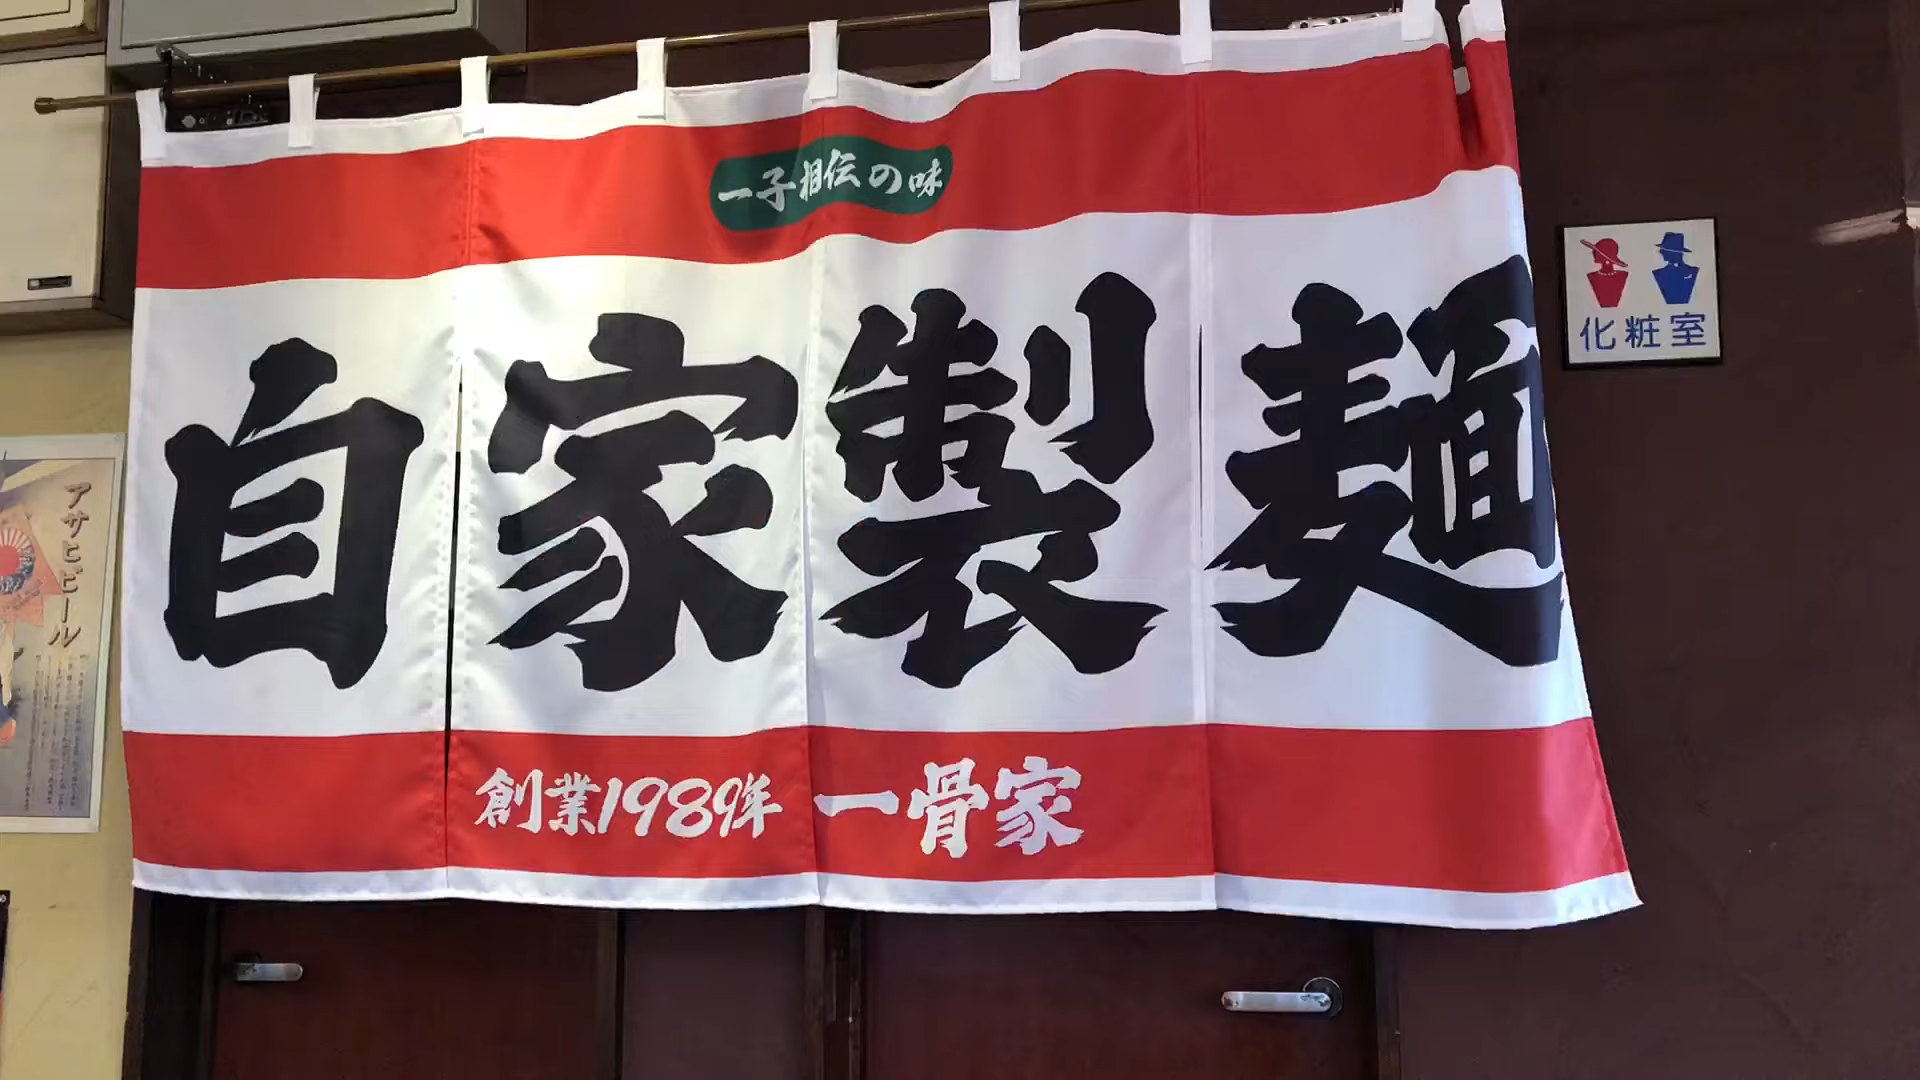 一子相伝の味
自家製麺
創業1989年 一骨家
化粧室
アサヒビール